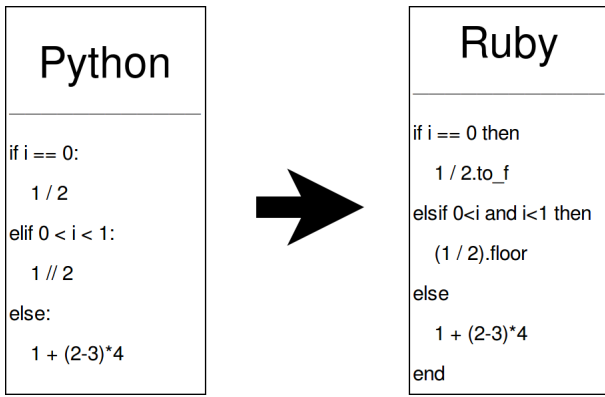 Python
if i == 0:
1 / 2
elif 0 < i < 1:
1 // 2
else:
1 + (2-3)*4
Ruby
if i == 0 then
1 / 2.to_f
elsif 0<i and i<1 then
(1 / 2).floor
else
1 + (2-3)*4
end